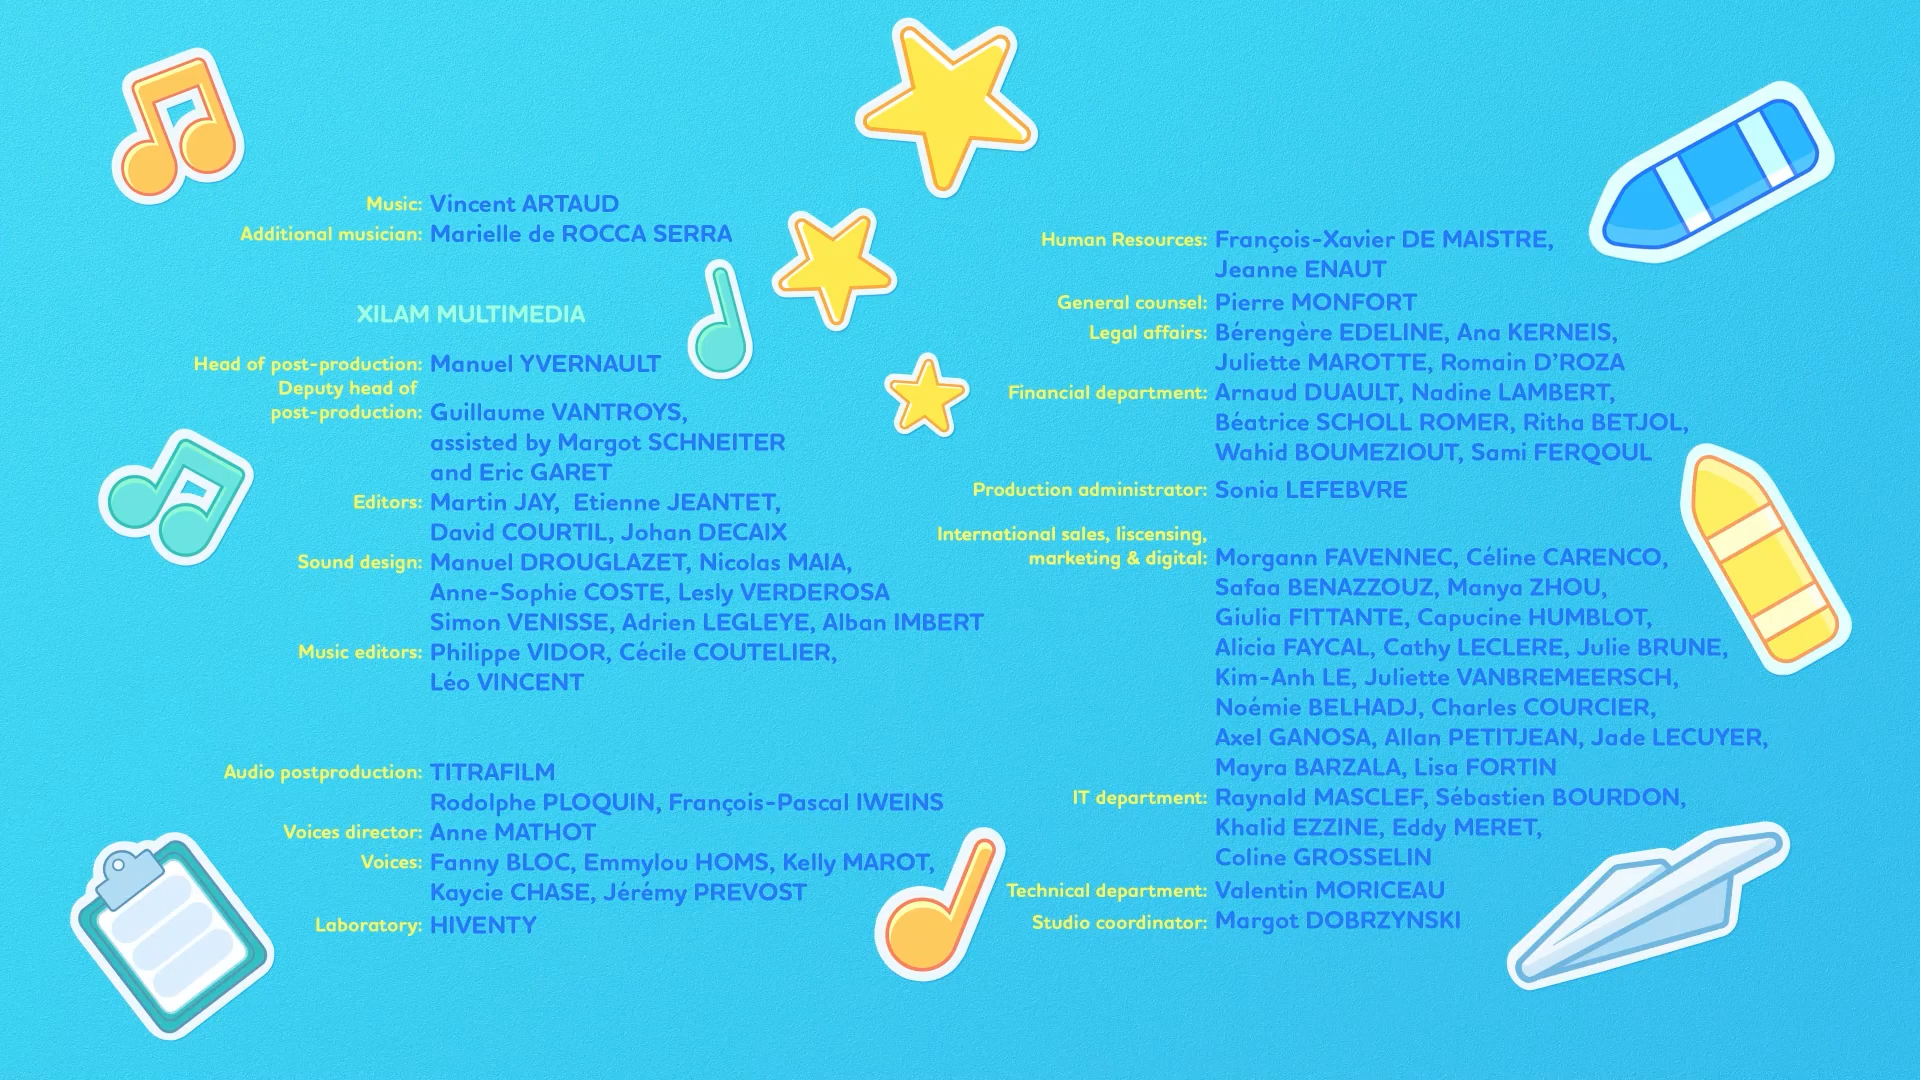 Music: Vincent ARTAUD
Additional musician: Marielle de ROCCA SERRA
XILAM MULTIMEDIA
Head of post-production: Manuel YVERNAULT
Deputy head of
post-production: Guillaume VANTROYS,
assisted by Margot SCHNEITER
and Eric GARET
Editors: Martin JAY, Etienne JEANTET,
David COURTIL, Johan DECAIX
Sound design: Manuel DROUGLAZET, Nicolas MAIA,
Anne-Sophie COSTE, Lesly VERDEROSA
Simon VENISSE, Adrien LEGLEYE, Alban IMBERT
Music editors: Philippe VIDOR, Cécile COUTELIER,
Léo VINCENT
Audio postproduction: TITRAFILM
Rodolphe PLOQUIN, François-Pascal IWEINS
Voices director: Anne MATHOT
Voices: Fanny BLOC, Emmylou HOMS, Kelly MAROT,
Kaycie CHASE, Jérémy PREVOST
Laboratory: HIVENTY
Human Resources: François-Xavier DE MAISTRE,
Jeanne ENAUT
General counsel: Pierre MONFORT
Legal affairs: Bérengère EDELINE, Ana KERNEIS,
Juliette MAROTTE, Romain D'ROZA
Financial department: Arnaud DUAULT, Nadine LAMBERT,
Béatrice SCHOLL ROMER, Ritha BETJOL,
Wahid BOUMEZIOUT, Sami FERQOUL
Production administrator: Sonia LEFEBVRE
International sales, liscensing,
marketing & digital: Morgann FAVENNEC, Céline CARENCO,
Safaa BENAZZOUZ, Manya ZHOU,
Giulia FITTANTE, Capucine HUMBLOT,
Alicia FAYCAL, Cathy LECLERE, Julie BRUNE,
Kim-Anh LE, Juliette VANBREMEERSCH,
Noémie BELHADJ, Charles COURCIER,
Axel GANOSA, Allan PETITJEAN, Jade LECUYER,
Mayra BARZALA, Lisa FORTIN
IT department: Raynald MASCLEF, Sébastien BOURDON,
Khalid EZZINE, Eddy MERET,
Coline GROSSELIN
Technical department: Valentin MORICEAU
Studio coordinator: Margot DOBRZYNSKI